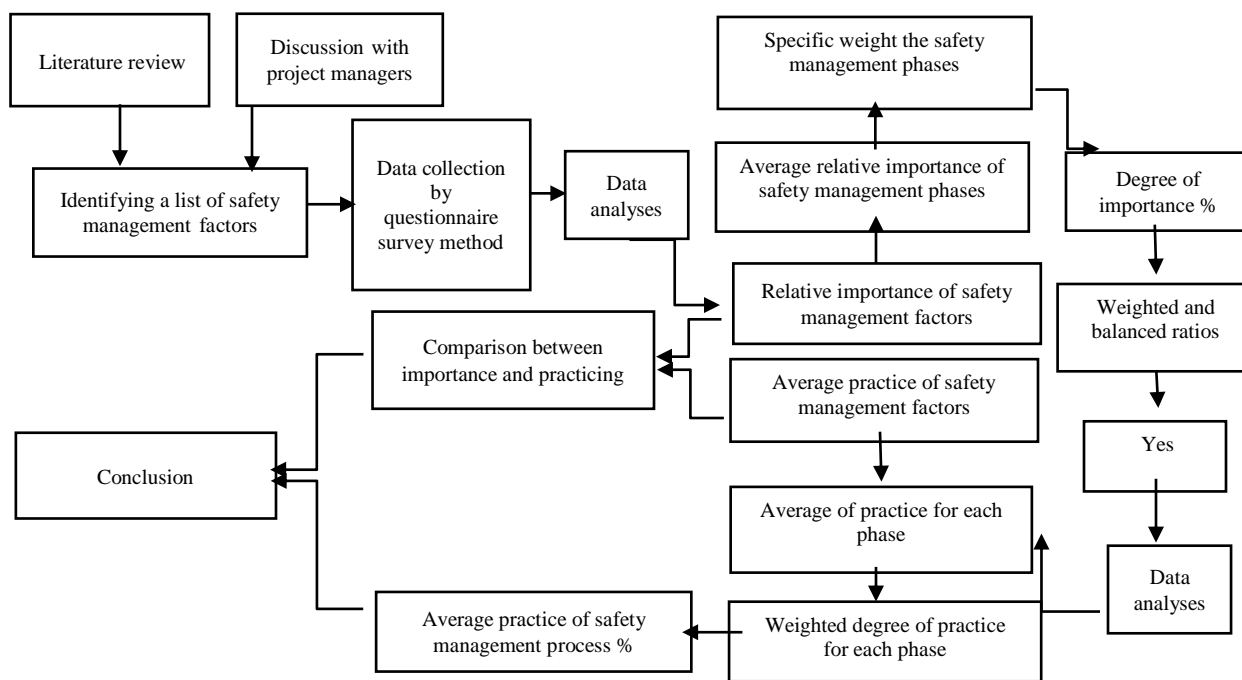 Literature review
Discussion with
project managers
Specific weight the safety
management phases
Identifying a list of safety
management factors
Data collection
by
questionnaire
survey method
Data
analyses
Average relative importance of
safety management phases
Degree of
importance %
Relative importance of safety
management factors
Weighted and
balanced ratios
Comparison between
importance and practicing
Average practice of safety
management factors
Yes
Conclusion
Average of practice for each
phase
Data
analyses
Average practice of safety
management process %
Weighted degree of practice
for each phase